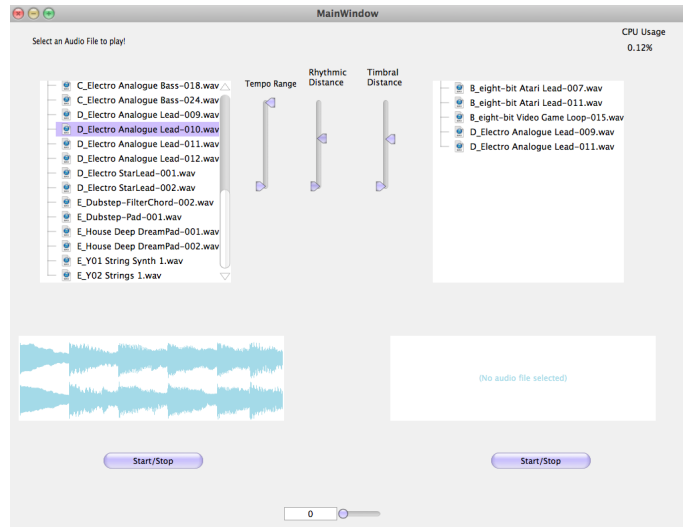 MainWindow
CPU Usage
0.12%
Select an Audio File to play!
C_Electro Analogue Bass-018.wav
C_Electro Analogue Bass-024.wav
D_Electro Analogue Lead-009.wav
D_Electro Analogue Lead-010.wav
D_Electro Analogue Lead-011.wav
D_Electro Analogue Lead-012.wav
D_Electro StarLead-001.wav
D_Electro StarLead-002.wav
E_Dubstep-FilterChord-002.wav
E_Dubstep-Pad-001.wav
E_House Deep DreamPad-001.wav
E_House Deep DreamPad-002.wav
E_Y01 String Synth 1.wav
E_Y02 Strings 1.wav
Tempo Range
Rhythmic
Distance
Timbral
Distance
B_eight-bit Atari Lead-007.wav
B_eight-bit Atari Lead-011.wav
B_eight-bit Video Game Loop-015.wav
D_Electro Analogue Lead-009.wav
D_Electro Analogue Lead-011.wav
(No audio file selected)
Start/Stop
Start/Stop
0